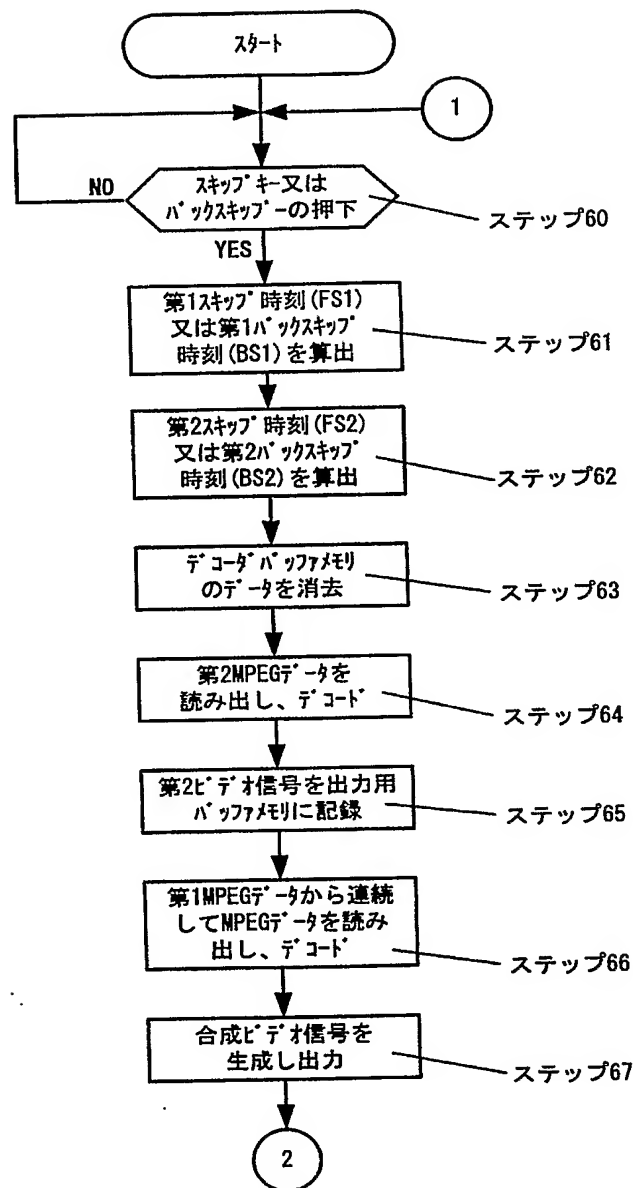 スタート
1
NO
スキップキー又は
バックスキップーの押下
ステップ60
YES
第1スキップ時刻(FS1)
又は第1バックスキップ
時刻(BS1)を算出
ステップ61
第2スキップ時刻(FS2)
又は第2バックスキップ
時刻(BS2)を算出
ステップ62
デコーダバッファメモリ
のデータを消去
ステップ63
第2MPEGデータを
読み出し、デコード
ステップ64
第2ビデオ信号を出力用
バッファメモリに記録
ステップ65
第1MPEGデータから連続
してMPEGデータを読み
出し、デコード
ステップ66
合成ビデオ信号を
生成し出力
ステップ67
2